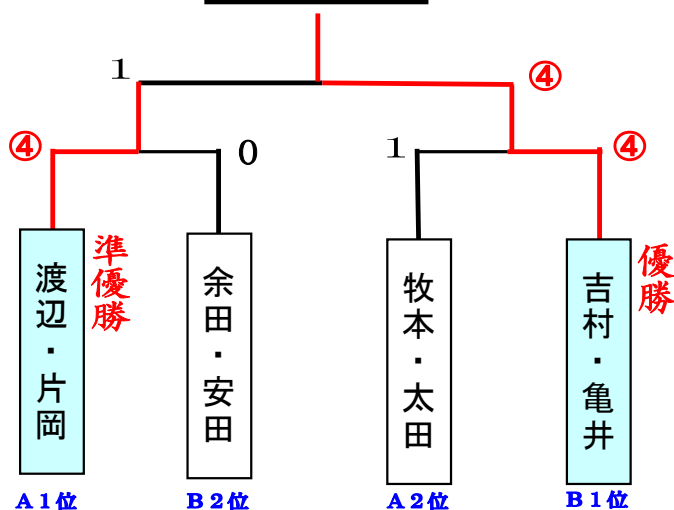 1
④
④
0
1
④
渡辺・片岡
準優勝
余田・安田
牧本・太田
吉村・亀井
優勝
A1位
B2位
A2位
B1位